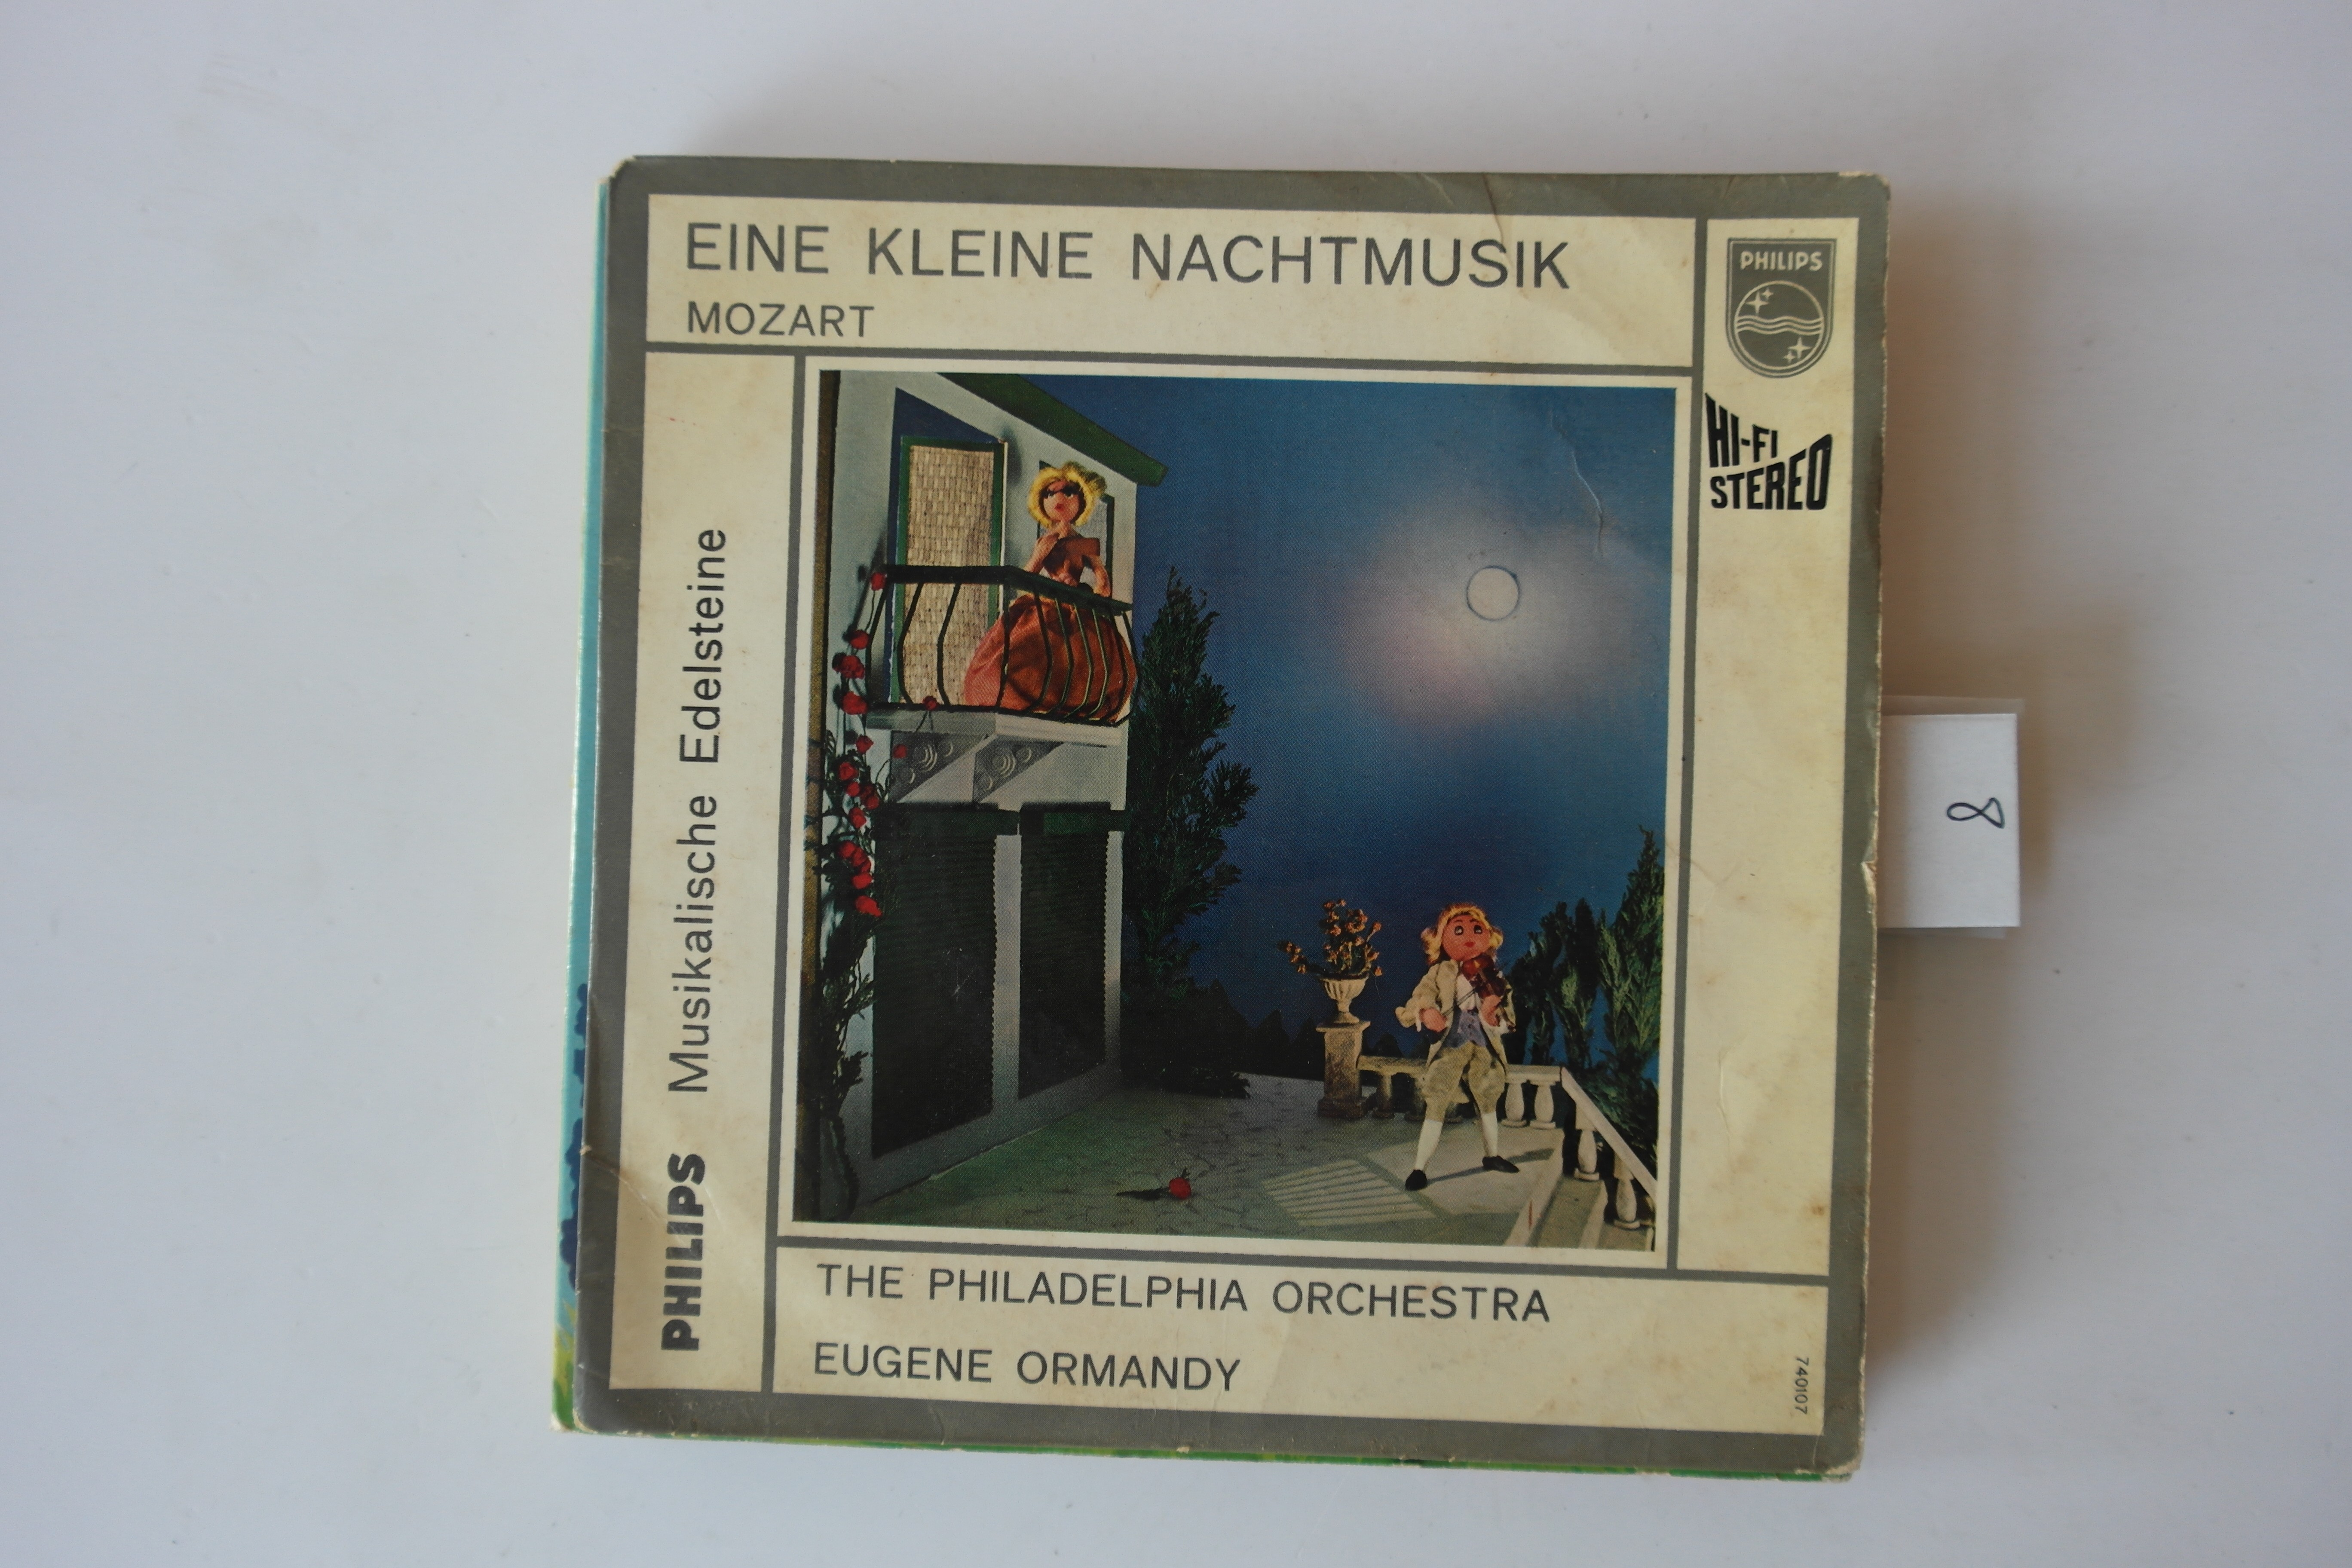 EINE KLEINE NACHTMUSIK
MOZART
PHILIPS
HI-FI
STEREO
PHILIPS Musikalische Edelsteine
THE PHILADELPHIA ORCHESTRA
EUGENE ORMANDY
740107
8